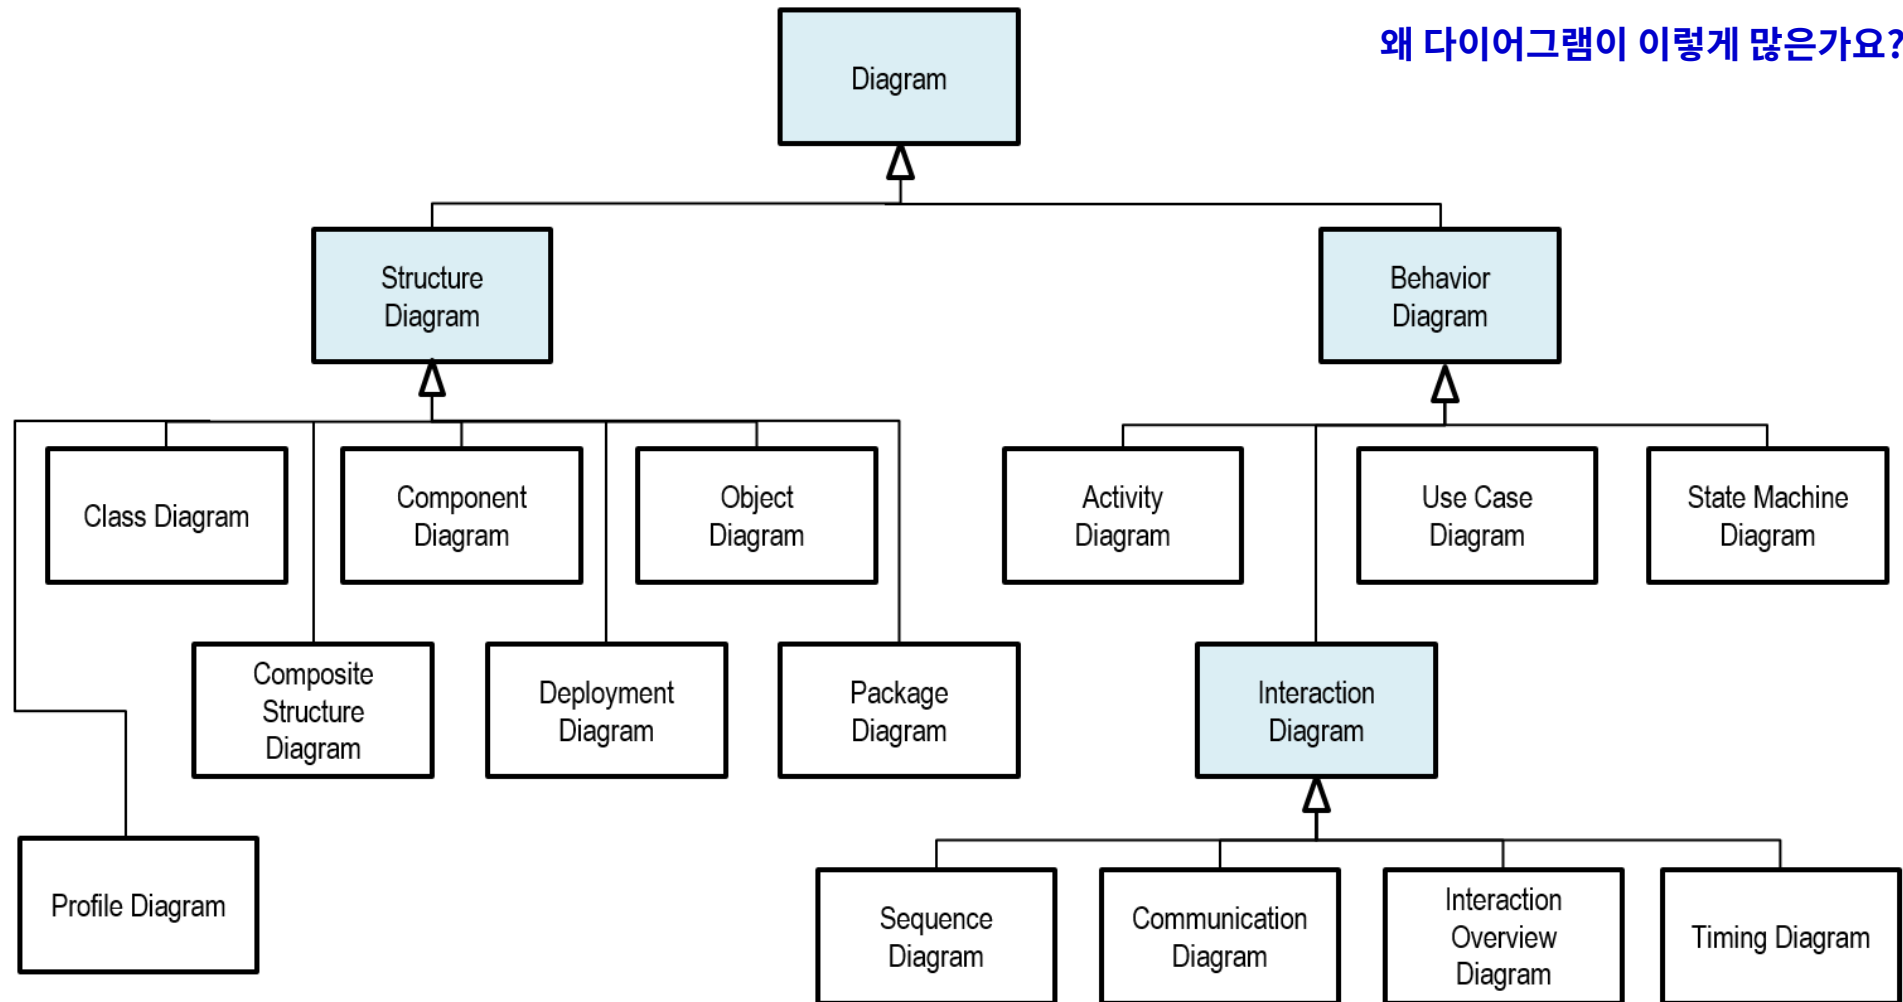 왜 다이어그램이 이렇게 많은가요?
Diagram
Structure
Diagram
Behavior
Diagram
Class Diagram
Component
Diagram
Object
Diagram
Activity
Diagram
Use Case
Diagram
State Machine
Diagram
Composite
Structure
Diagram
Deployment
Diagram
Package
Diagram
Interaction
Diagram
Profile Diagram
Sequence
Diagram
Communication
Diagram
Interaction
Overview
Diagram
Timing Diagram